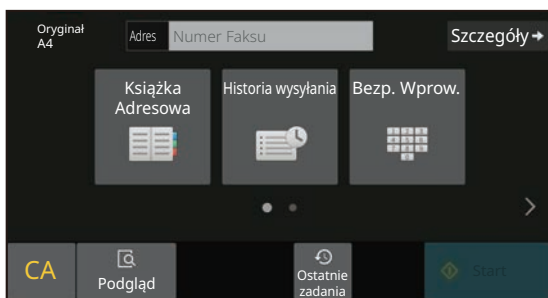 Oryginał
A4
Adres
Numer Faksu
Szczegóły
Książka
Adresowa
Historia wysyłania
Bezp. Wprow.
CA
Podgląd
Ostatnie
zadania
Start